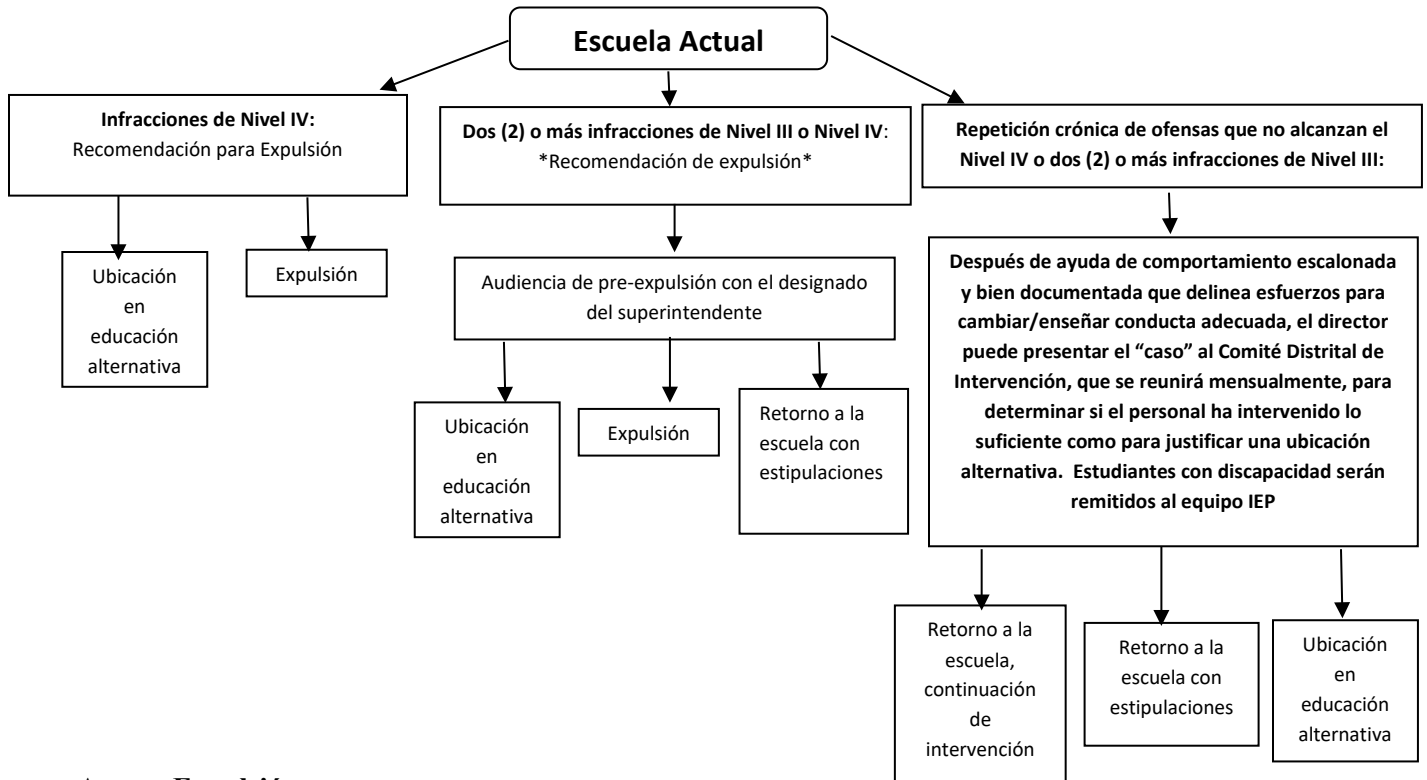 Escuela Actual
Infracciones de Nivel IV:
Recomendación para Expulsión
Dos (2) o más infracciones de Nivel III o Nivel IV:
*Recomendación de expulsión*
Repetición crónica de ofensas que no alcanzan el
Nivel IV o dos (2) o más infracciones de Nivel III:
Ubicación
en
educación
alternativa
Expulsión
Audiencia de pre-expulsión con el designado
del superintendente
Ubicación
en
educación
alternativa
Expulsión
Retorno a la
escuela con
estipulaciones
Después de ayuda de comportamiento escalonada
y bien documentada que delinea esfuerzos para
cambiar/enseñar conducta adecuada, el director
puede presentar el “caso” al Comité Distrital de
Intervención, que se reunirá mensualmente, para
determinar si el personal ha intervenido lo
suficiente como para justificar una ubicación
alternativa. Estudiantes con discapacidad serán
remitidos al equipo IEP
Retorno a la
escuela,
continuación
de
intervención
Retorno a la
escuela con
estipulaciones
Ubicación
en
educación
alternativa